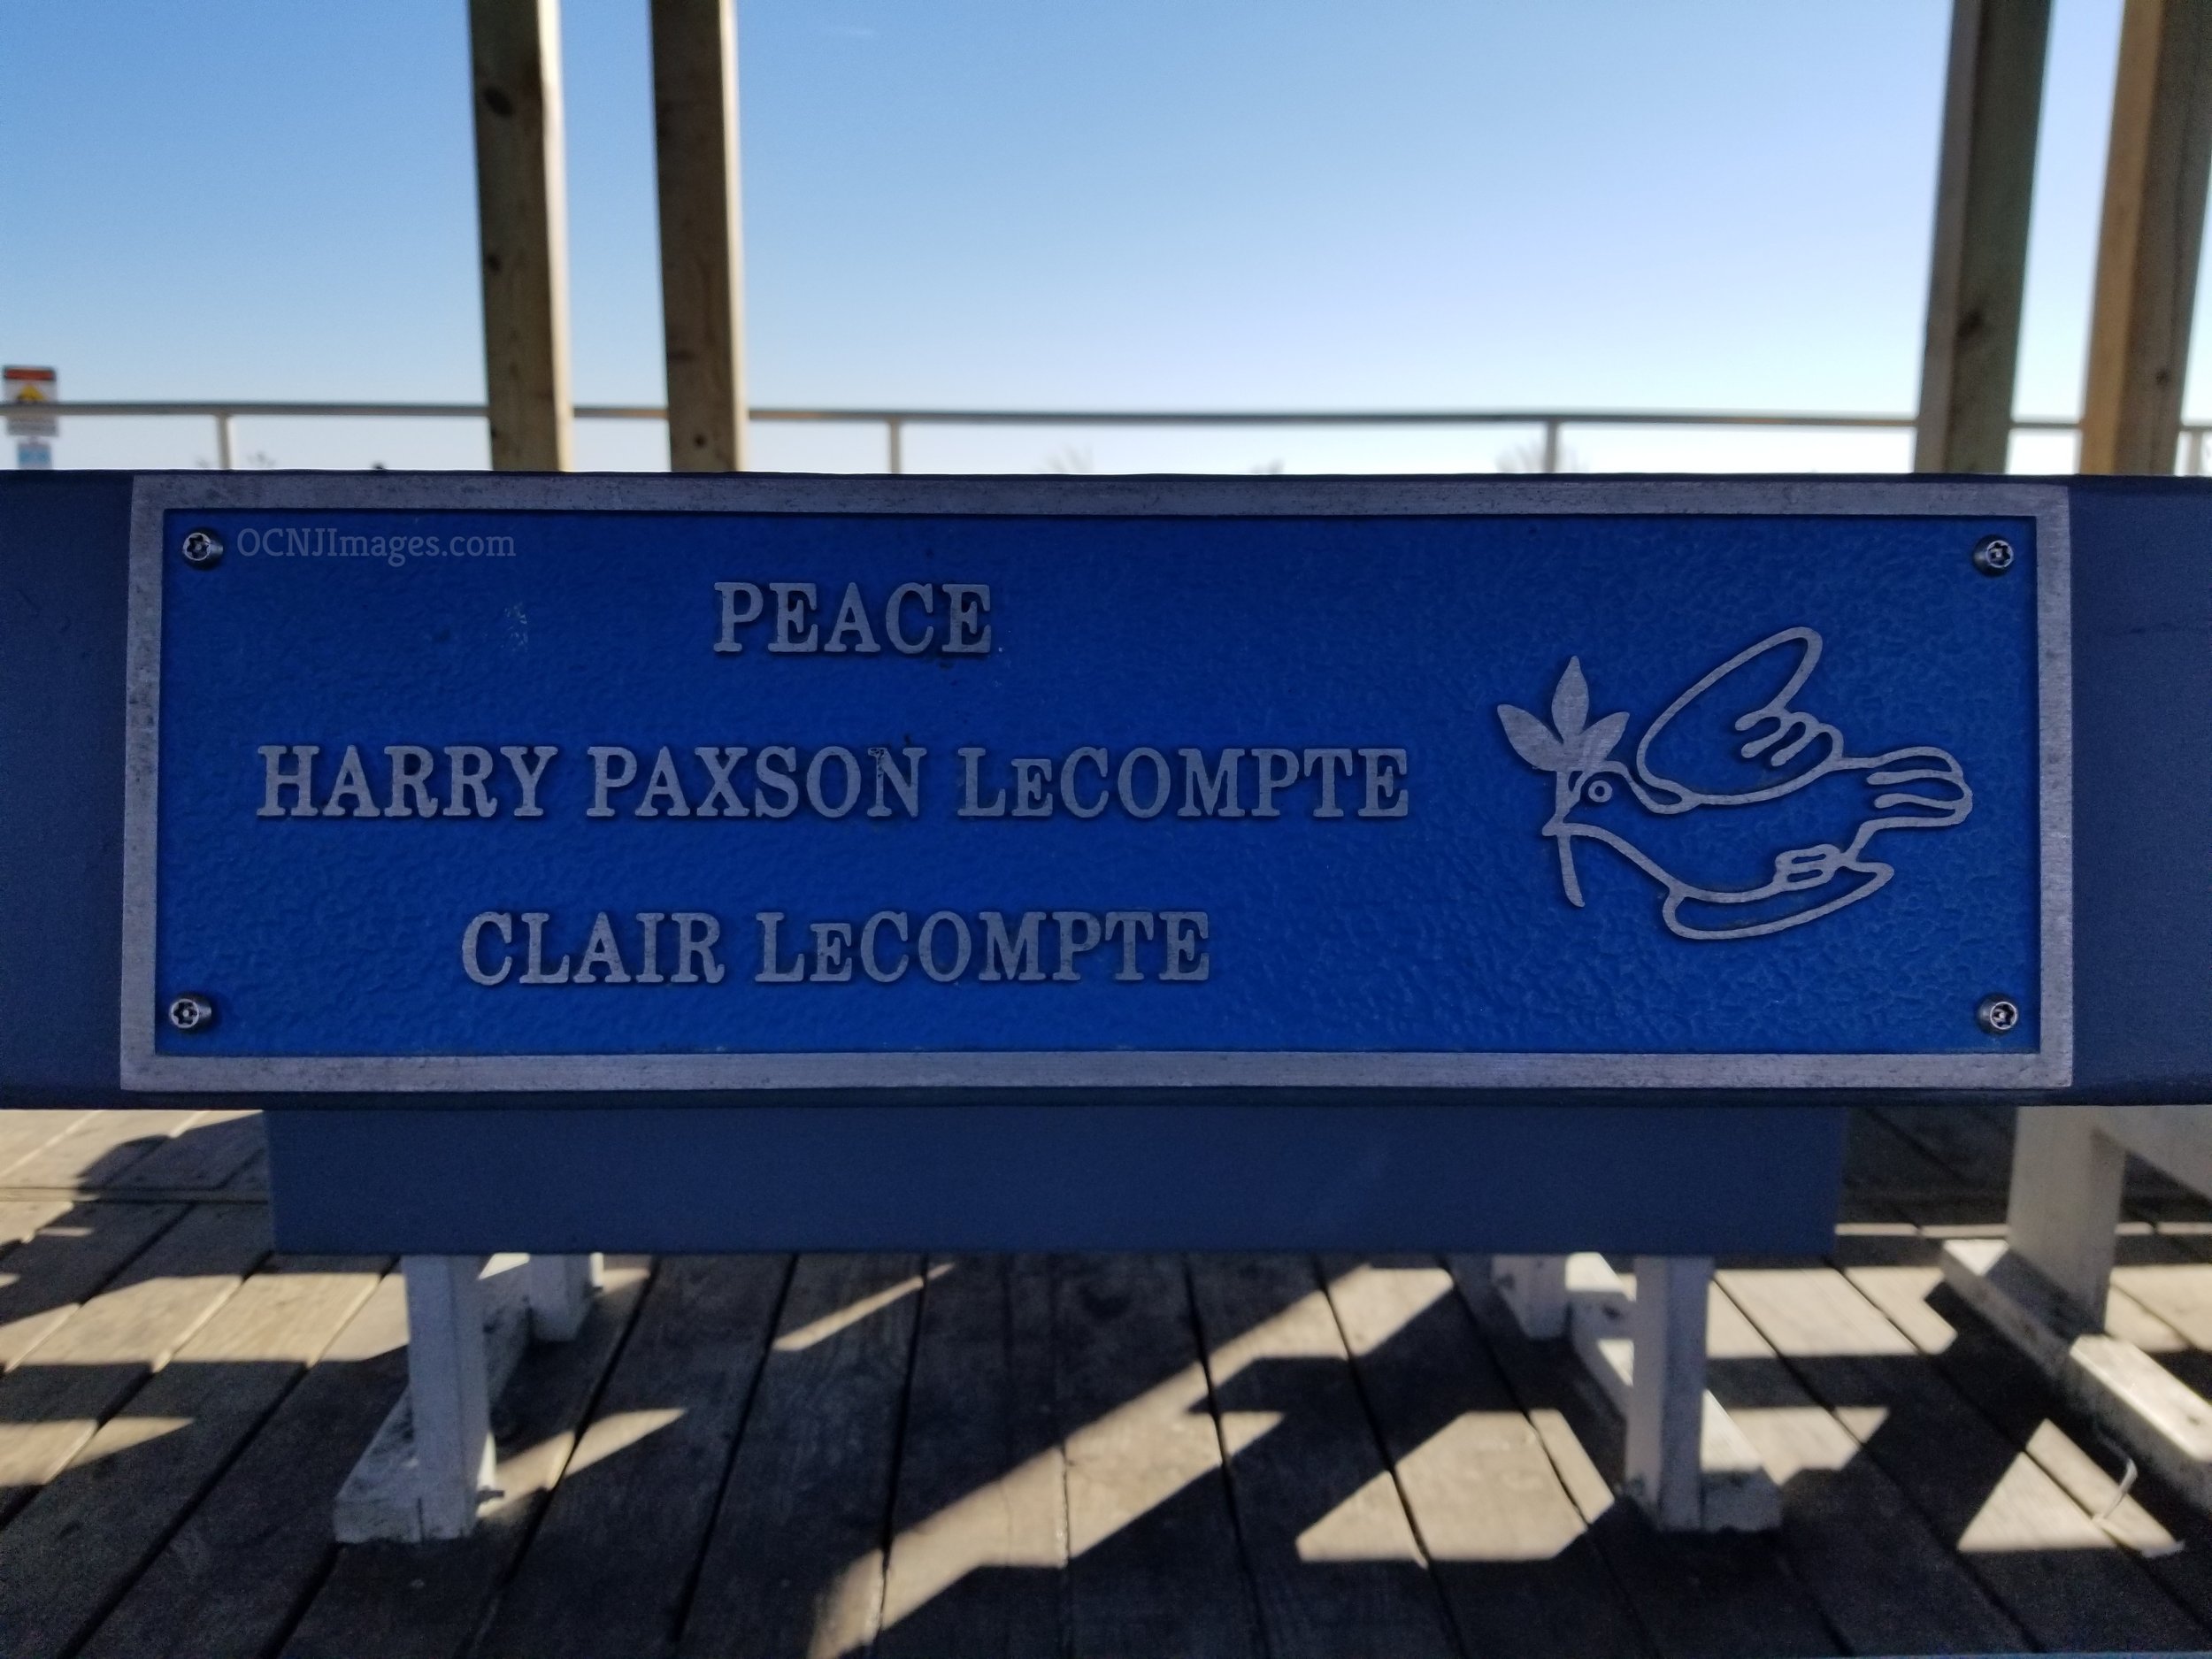 OCNJImages.com
PEACE
HARRY PAXSON LeCOMPTE
CLAIR LeCOMPTE